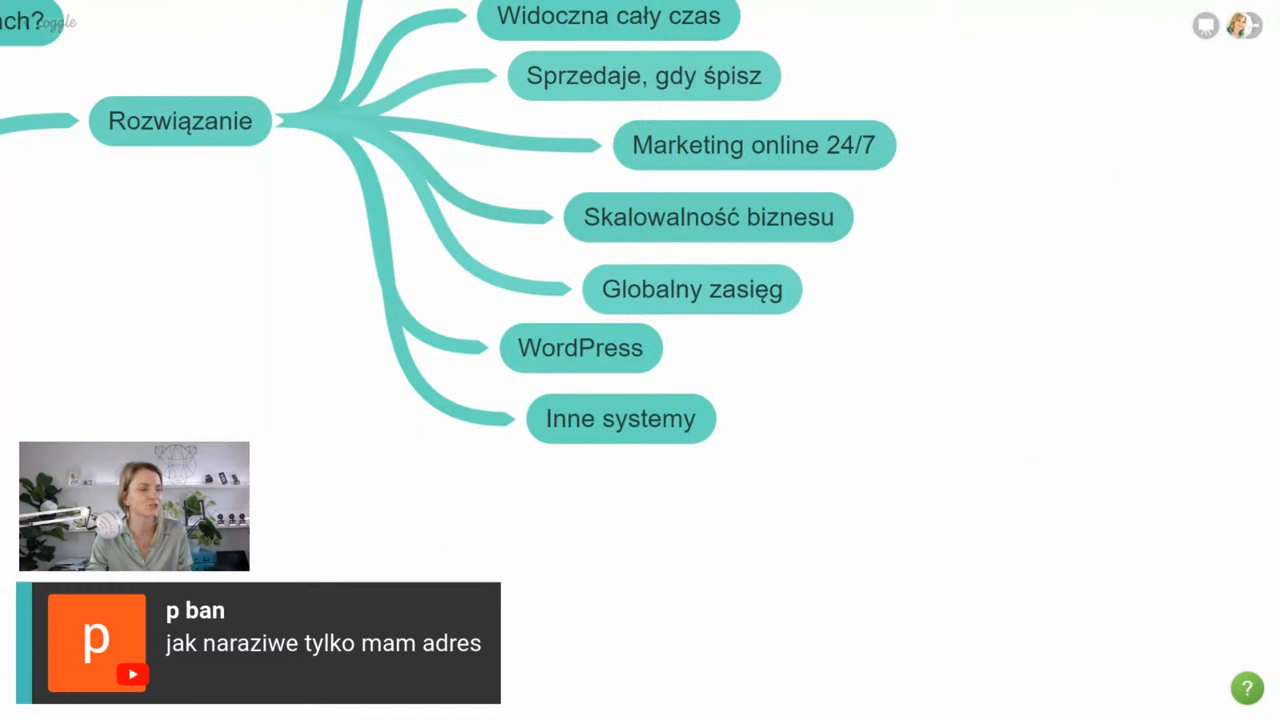 ach?
Coggle
Widoczna cały czas
Sprzedaje, gdy śpisz
Rozwiązanie
Marketing online 24/7
Skalowalność biznesu
Globalny zasięg
WordPress
Inne systemy
p
p ban
jak naraziwe tylko mam adres
?